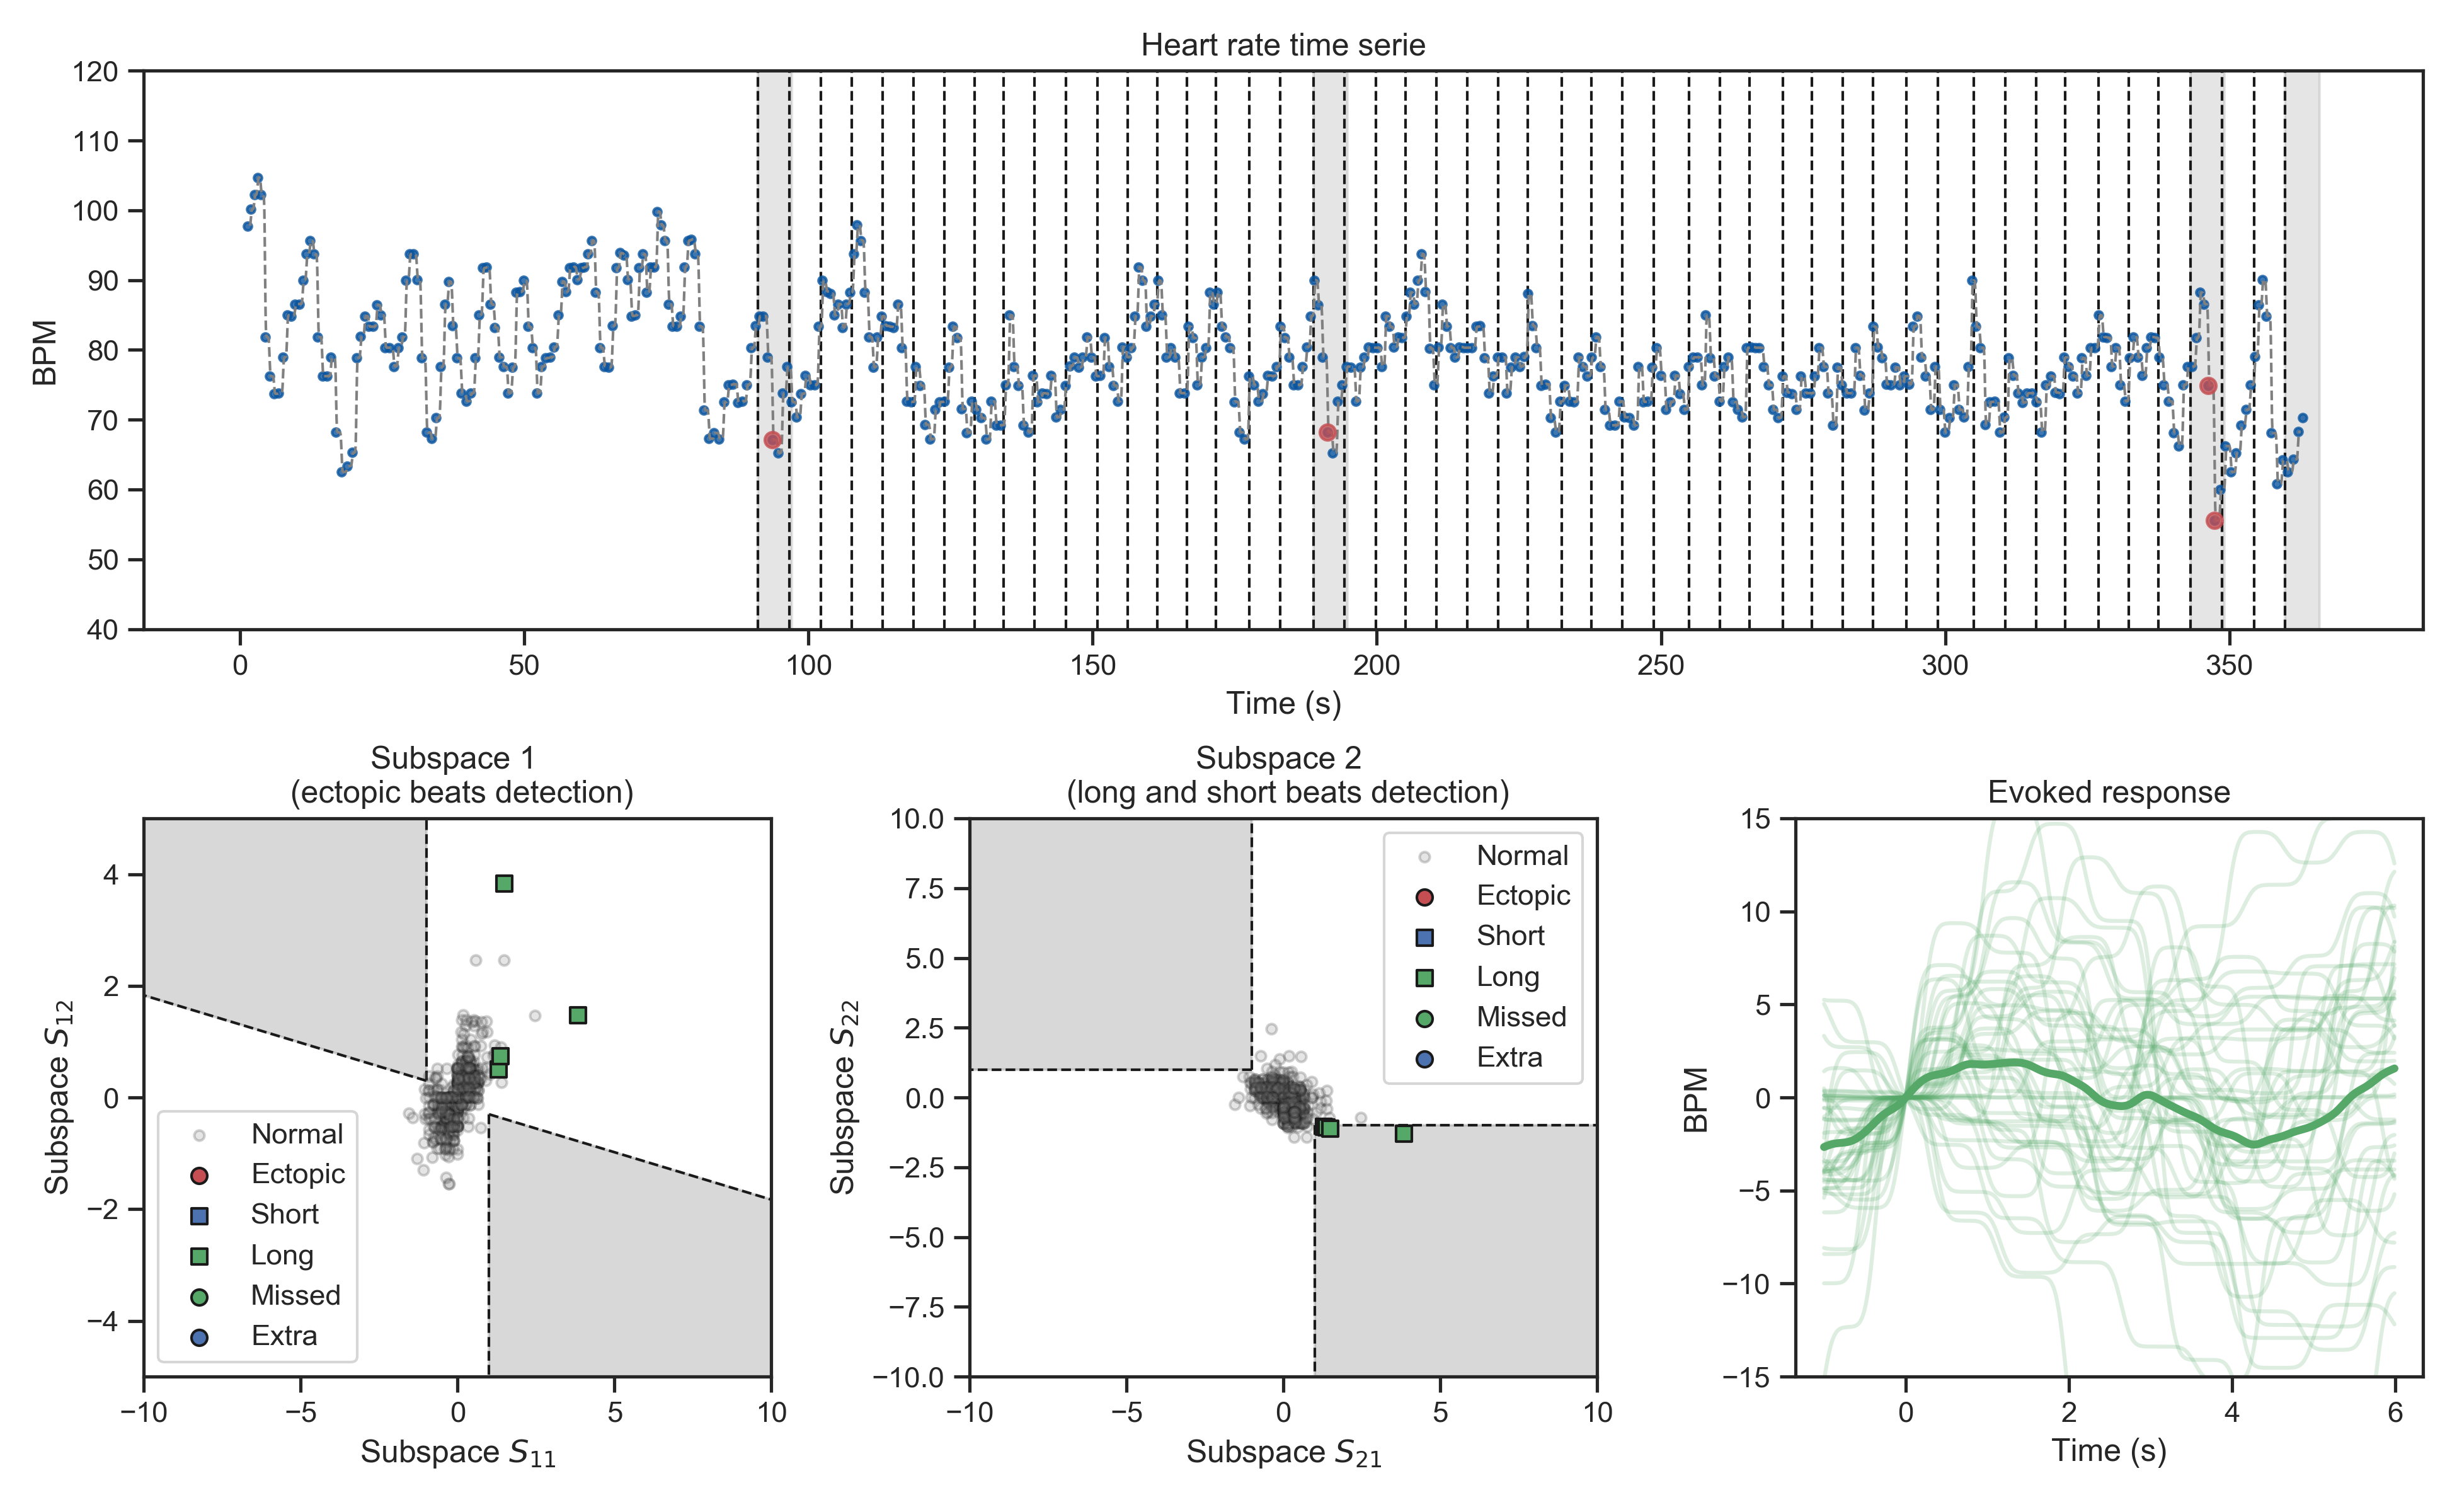 Heart rate time serie
120
110
100
90
80
70
60
50
40
BPM
0 50 100 150 200 250 300 350
Time (s)
Subspace 1
(ectopic beats detection)
4
2
0
−2
−4
Subspace S12
Normal
Ectopic
Short
Long
Missed
Extra
−10 −5 0 5 10
Subspace S11
Subspace 2
(long and short beats detection)
10.0
7.5
5.0
2.5
0.0
−2.5
−5.0
−7.5
−10.0
Subspace S22
Normal
Ectopic
Short
Long
Missed
Extra
−10 −5 0 5 10
Subspace S21
Evoked response
15
10
5
0
−5
−10
−15
BPM
0 2 4 6
Time (s)